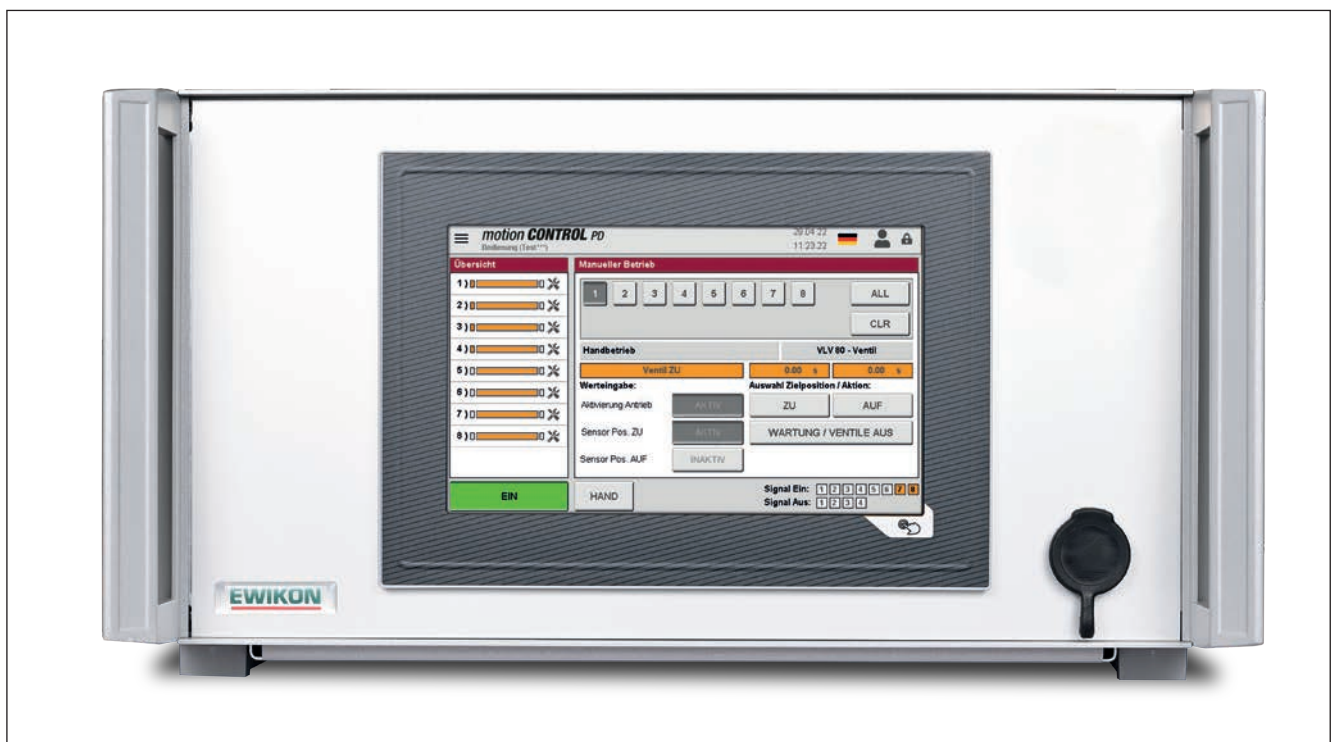 motion CONTROL PD
29.04.22
Bedienung (Test***)
11:23:22
Übersicht
Manueller Betrieb
1)
2)
3)
4)
5)
6)
7)
8)
1 2 3 4 5 6 7 8 ALL
CLR
Handbetrieb VLV 80 - Ventil
Ventil ZU 0.00 s 0.00 s
Werteingabe: Auswahl Zielposition / Aktion:
Aktivierung Antrieb AKTIV ZU AUF
Sensor Pos. ZU AKTIV WARTUNG / VENTILE AUS
Sensor Pos. AUF INAKTIV
EIN HAND
Signal Ein: 1 2 3 4 5 6 7 8
Signal Aus: 1 2 3 4
EWIKON